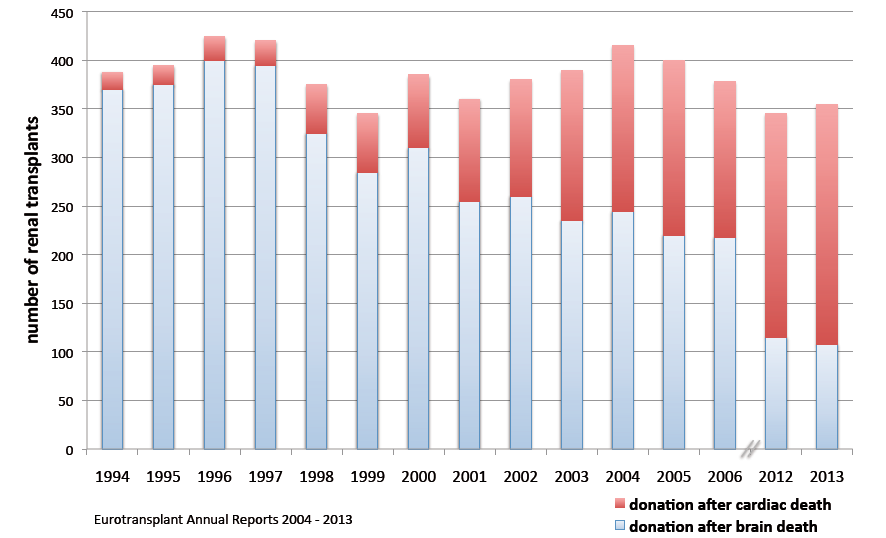 450
400
350
300
250
200
150
100
50
0
number of renal transplants
1994 1995 1996 1997 1998 1999 2000 2001 2002 2003 2004 2005 2006 2012 2013
donation after cardiac death
Eurotransplant Annual Reports 2004 - 2013
donation after brain death